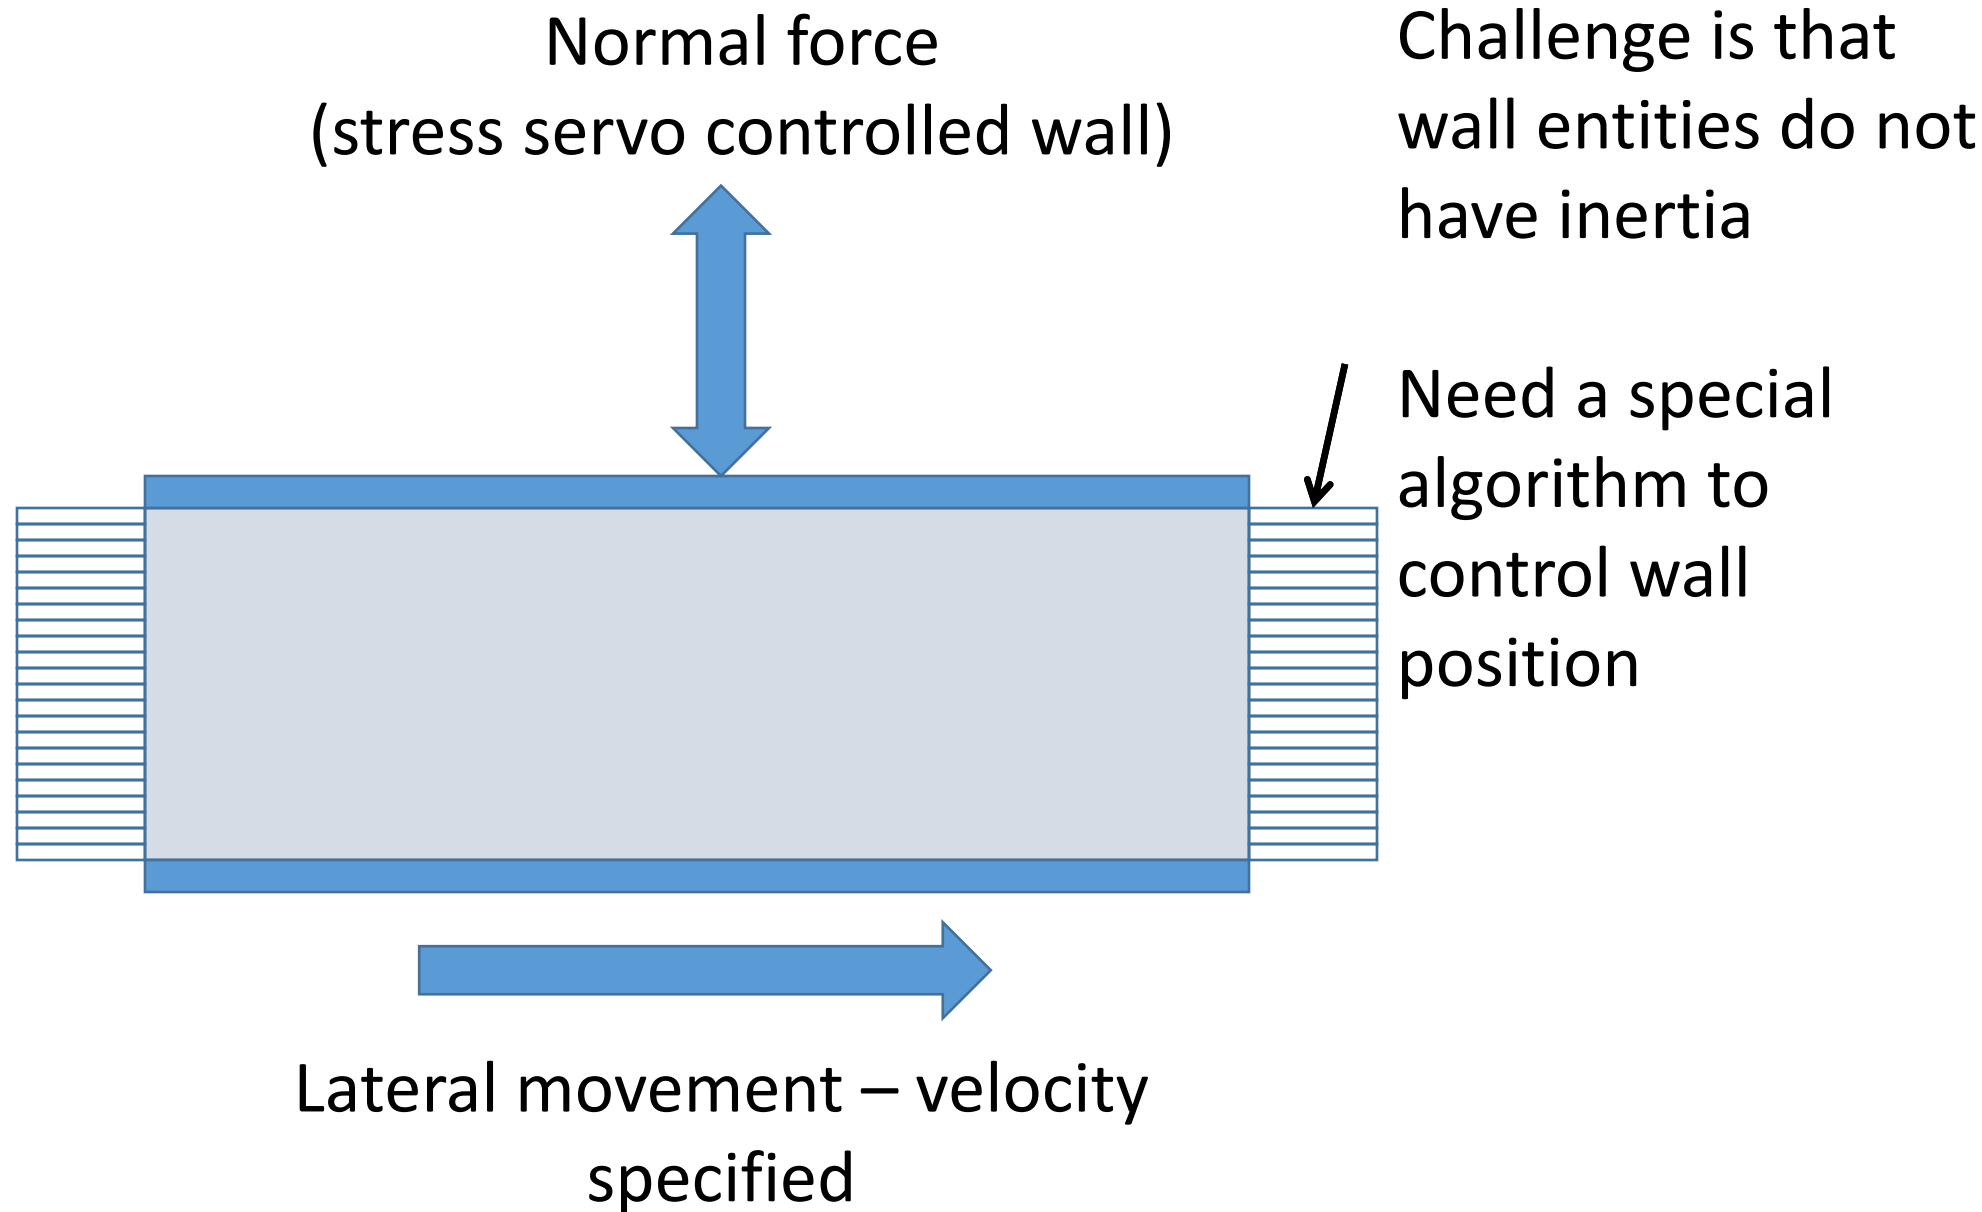 Normal force
(stress servo controlled wall)
Challenge is that
wall entities do not
have inertia
Need a special
algorithm to
control wall
position
Lateral movement – velocity
specified